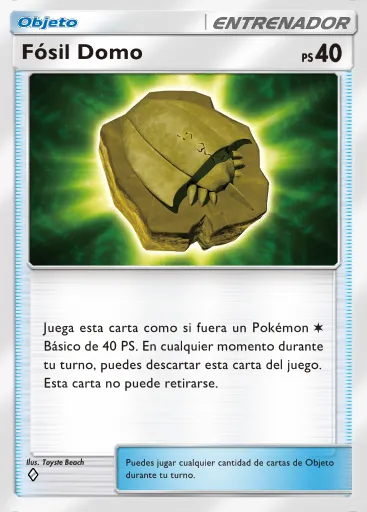 Objeto
ENTRENADOR
Fósil Domo
PS40
Juega esta carta como si fuera un Pokémon
Básico de 40 PS. En cualquier momento durante
tu turno, puedes descartar esta carta del juego.
Esta carta no puede retirarse.
Ilus. Toyste Beach
Puedes jugar cualquier cantidad de cartas de Objeto
durante tu turno.